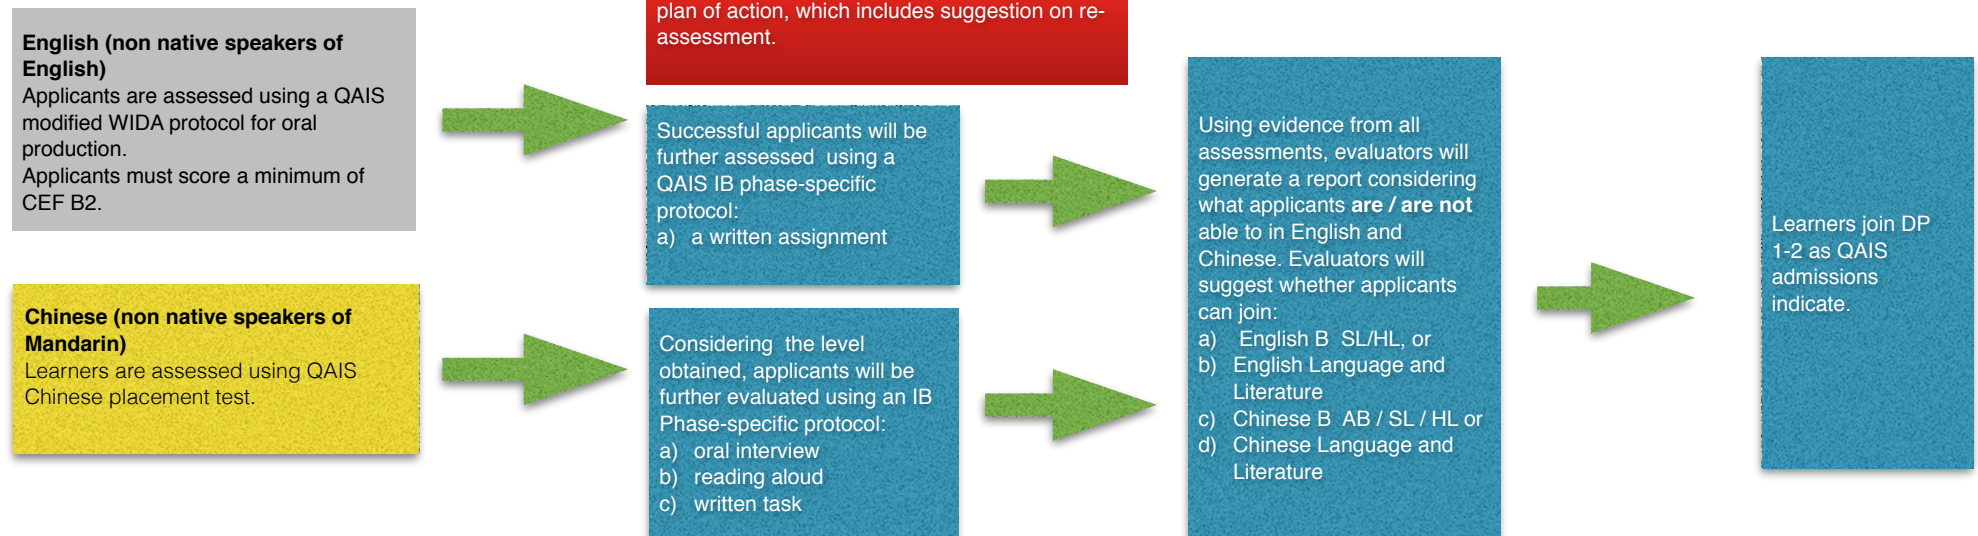 plan of action, which includes suggestion on re-
assessment.
English (non native speakers of
English)
Applicants are assessed using a QAIS
modified WIDA protocol for oral
production.
Applicants must score a minimum of
CEF B2.
Successful applicants will be
further assessed  using a
QAIS IB phase-specific
protocol:
a) a written assignment
Chinese (non native speakers of
Mandarin)
Learners are assessed using QAIS
Chinese placement test.
Considering  the level
obtained, applicants will be
further evaluated using an IB
Phase-specific protocol:
a) oral interview
b) reading aloud
c) written task
Using evidence from all
assessments, evaluators will
generate a report considering
what applicants are / are not
able to in English and
Chinese. Evaluators will
suggest whether applicants
can join:
a) English B  SL/HL, or
b) English Language and
Literature
c) Chinese B  AB / SL / HL or
d) Chinese Language and
Literature
Learners join DP
1-2 as QAIS
admissions
indicate.